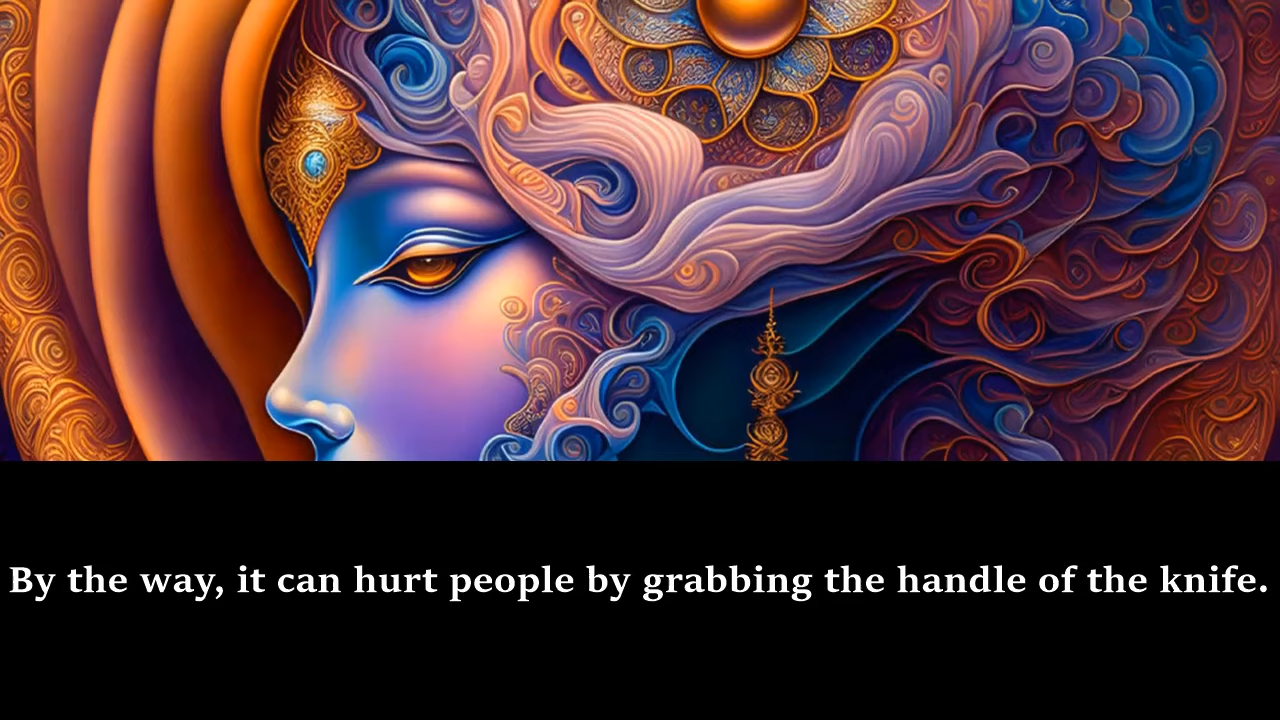 By the way, it can hurt people by grabbing the handle of the knife.